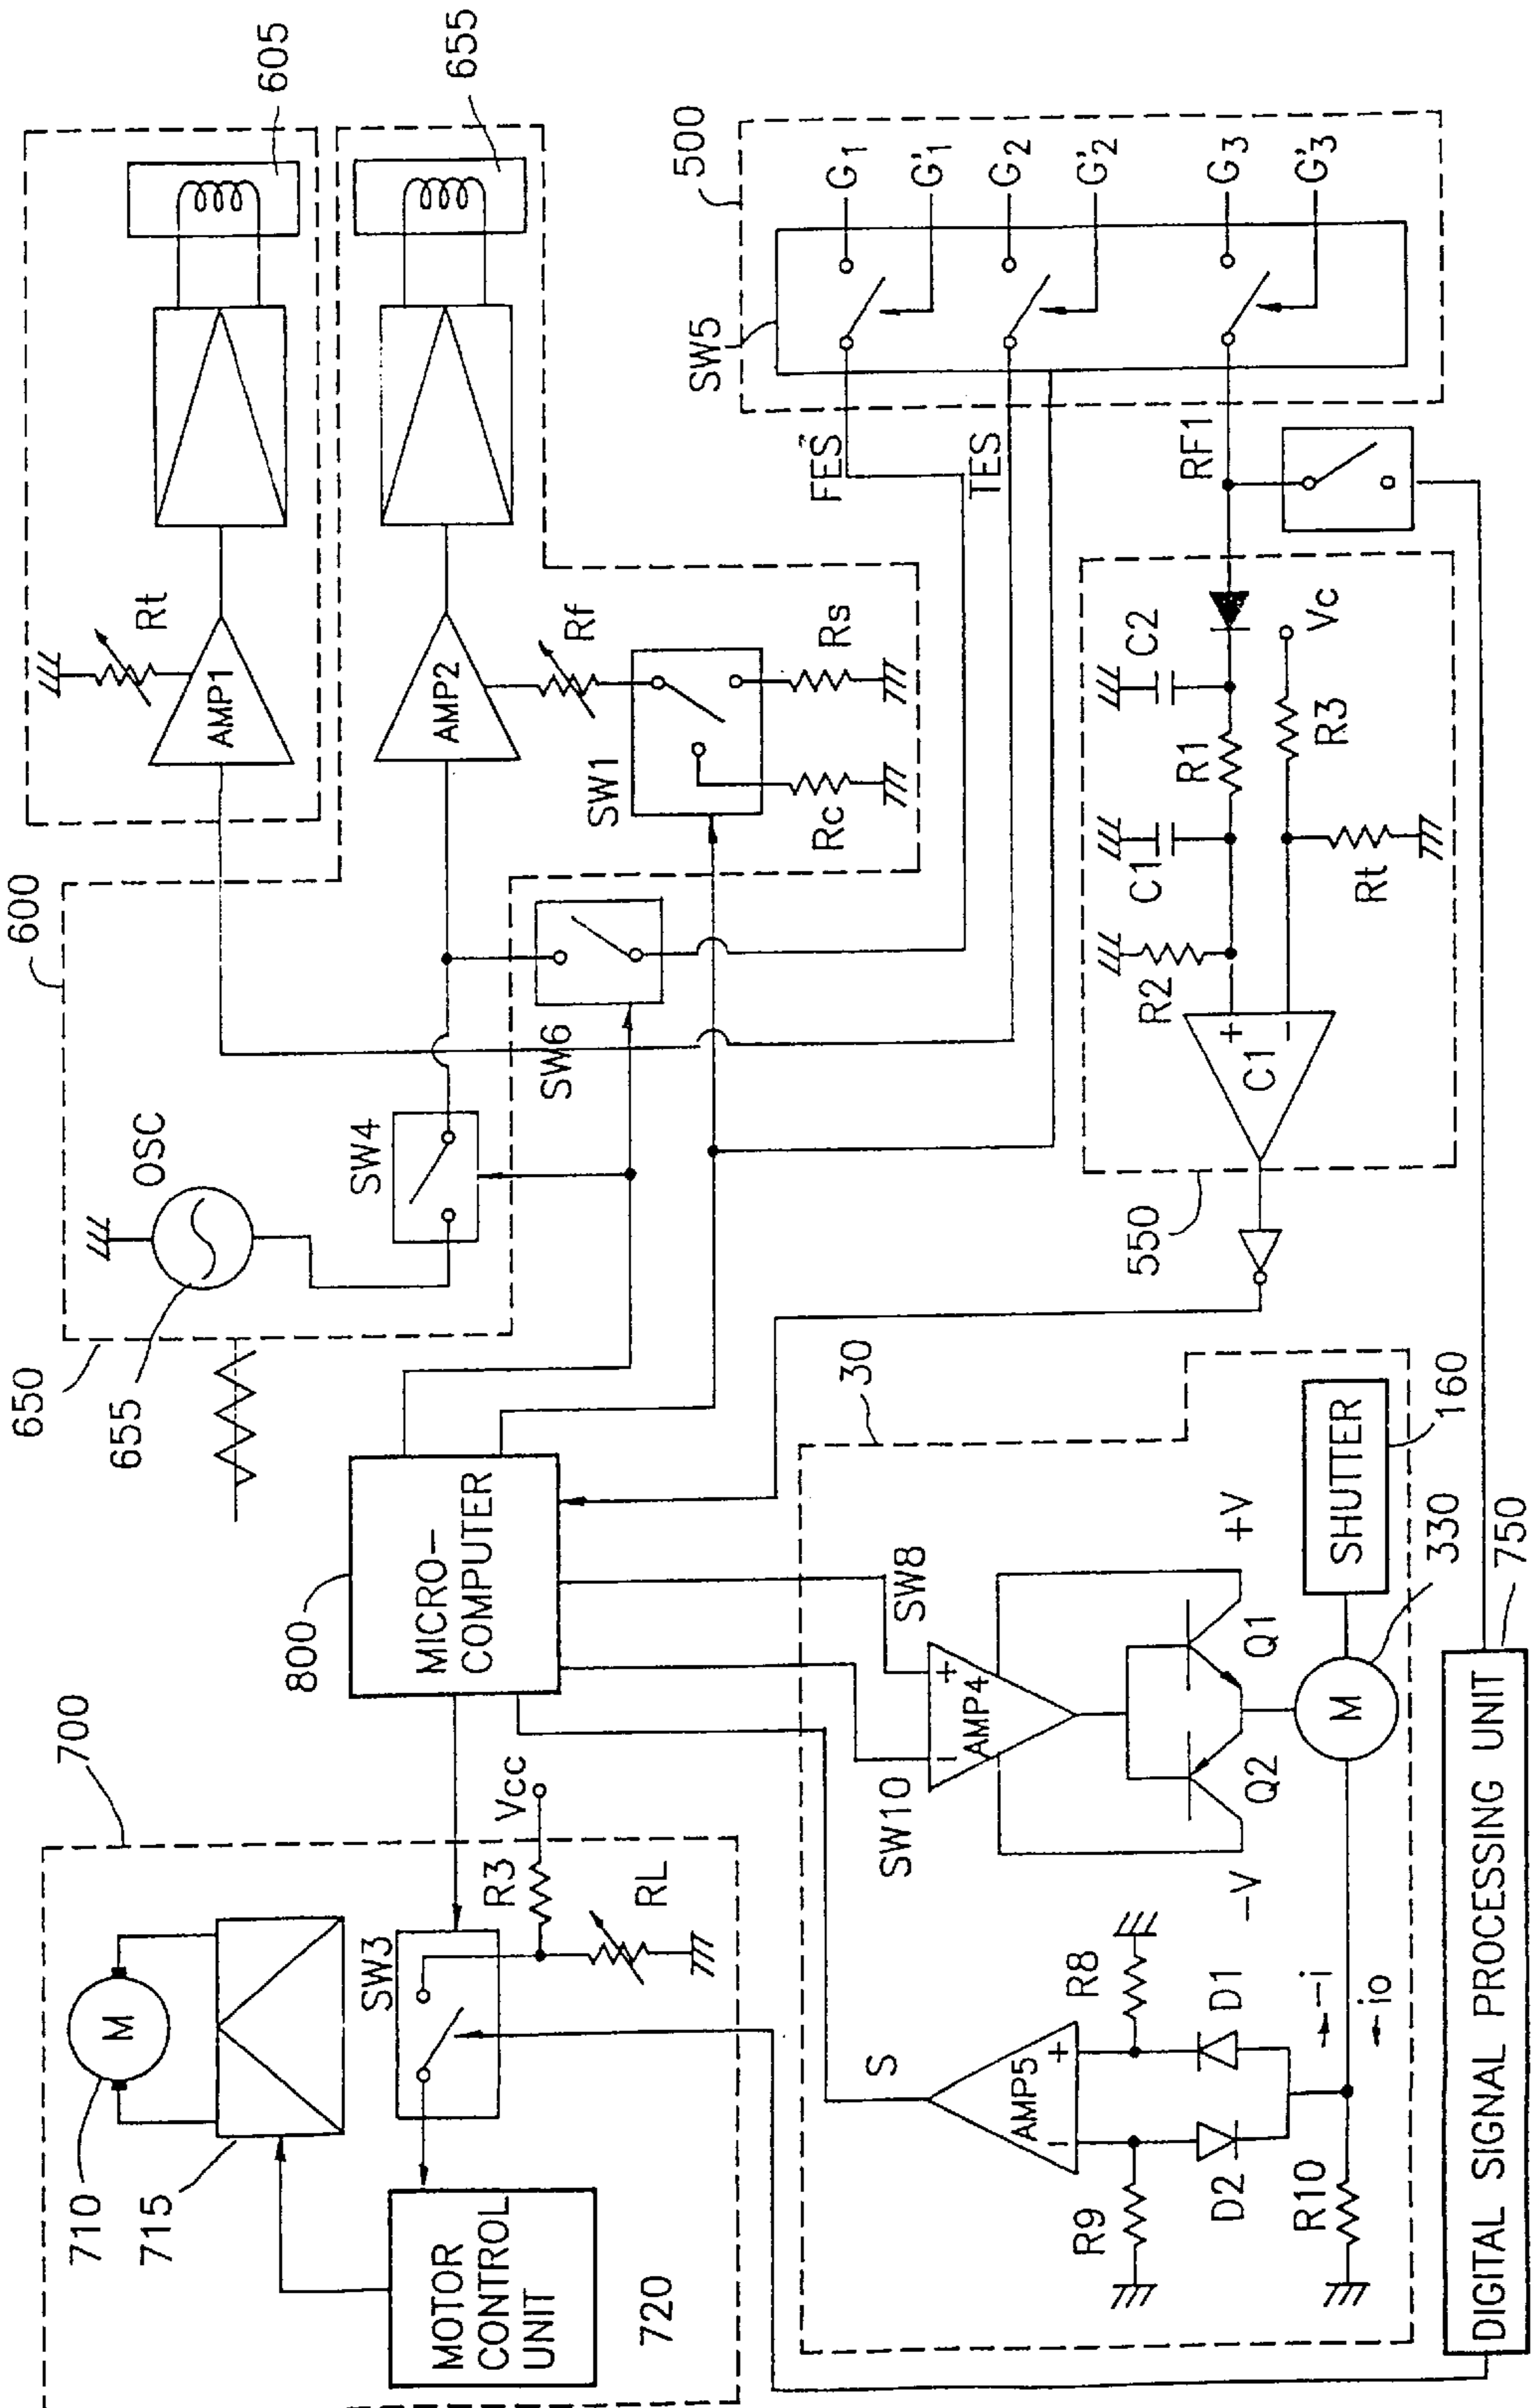 700
710
M
715
MOTOR
CONTROL
UNIT
720
SW3
R3
Vcc
RL
800
MICRO-
COMPUTER
650
655
OSC
600
SW4
SW6
Rt
AMP1
605
AMP2
655
Rf
SW1
Rc
Rs
500
SW5
G1
G'1
G2
G'2
G3
G'3
FES
TES
RF1
C2
Vc
R1
R3
C1
Rt
R2
+
−
C1
550
30
SW8
SW10
+
−
AMP4
+V
−V
Q1
Q2
M
SHUTTER
160
330
750
S
AMP5
+
−
R8
R9
D1
D2
−i
io
R10
DIGITAL SIGNAL PROCESSING UNIT